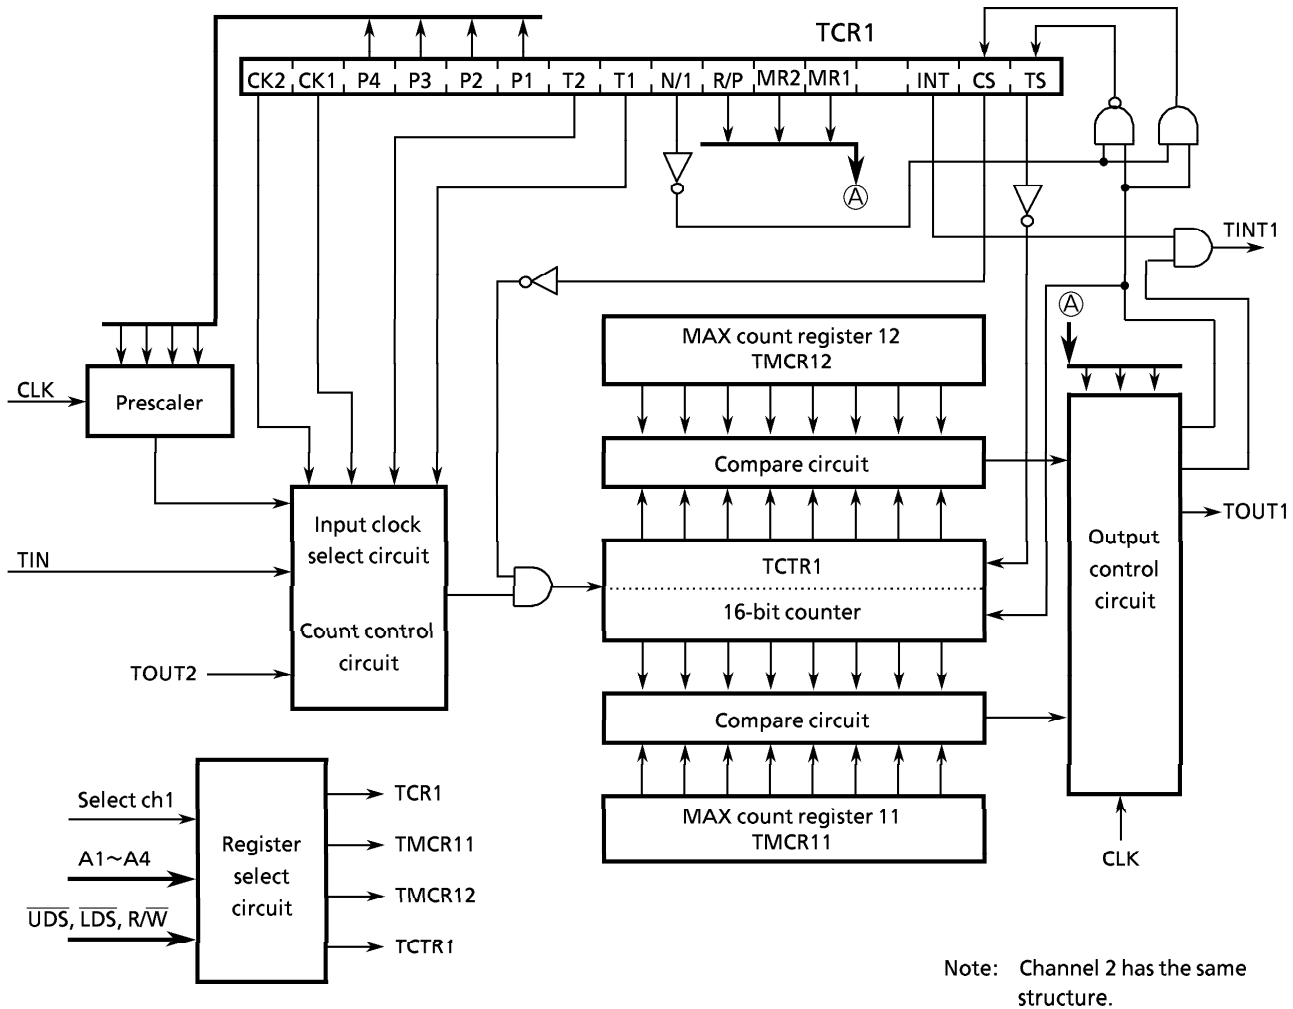 TCR1
CK2 CK1 P4 P3 P2 P1 T2 T1 N/1 R/P MR2 MR1 INT CS TS
A
TINT1
A
MAX count register 12
TMCR12
CLK
Prescaler
Compare circuit
Input clock
select circuit
Count control
circuit
TIN
TOUT2
TCTR1
16-bit counter
Output
control
circuit
TOUT1
Compare circuit
MAX count register 11
TMCR11
CLK
Select ch1
A1~A4
UDS, LDS, R/W
Register
select
circuit
TCR1
TMCR11
TMCR12
TCTR1
Note: Channel 2 has the same
structure.